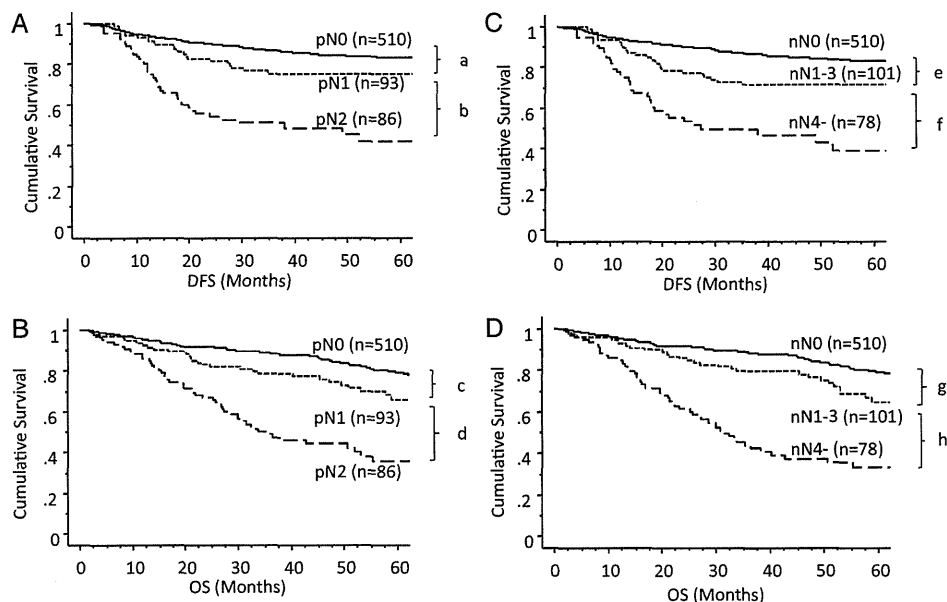 A
Cumulative Survival
1
.8
.6
.4
.2
0
pN0 (n=510)
pN1 (n=93)
pN2 (n=86)
a
b
0 10 20 30 40 50 60
DFS (Months)
C
Cumulative Survival
1
.8
.6
.4
.2
0
nN0 (n=510)
nN1-3 (n=101)
nN4- (n=78)
e
f
0 10 20 30 40 50 60
DFS (Months)
B
Cumulative Survival
1
.8
.6
.4
.2
0
pN0 (n=510)
pN1 (n=93)
pN2 (n=86)
c
d
0 10 20 30 40 50 60
OS (Months)
D
Cumulative Survival
1
.8
.6
.4
.2
0
nN0 (n=510)
nN1-3 (n=101)
nN4- (n=78)
g
h
0 10 20 30 40 50 60
OS (Months)